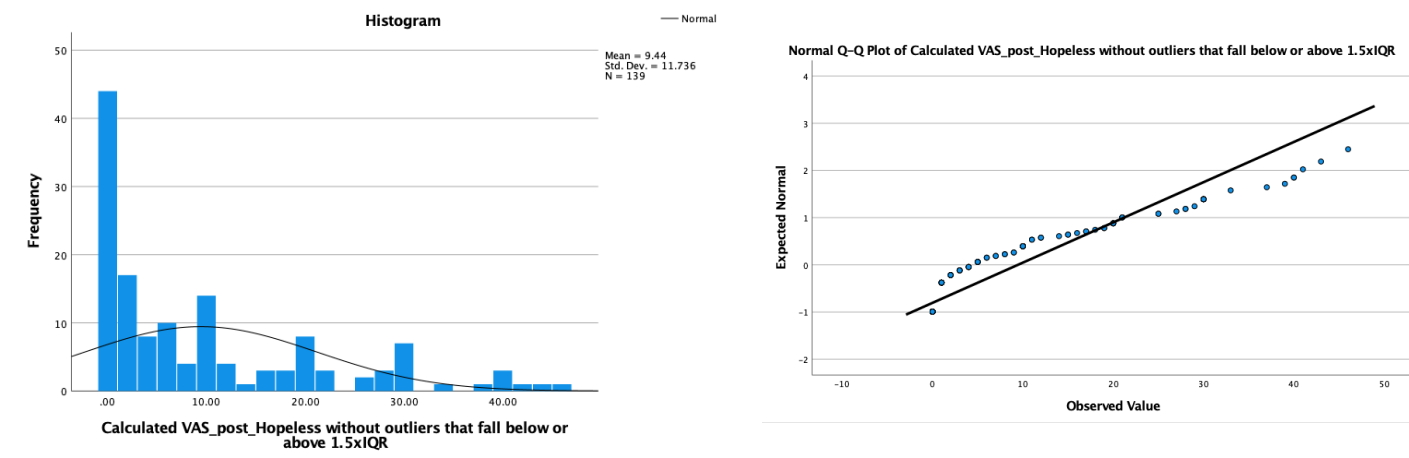 Histogram
Normal
Mean = 9.44
Std. Dev. = 11.736
N = 139
50
40
30
20
10
0
Frequency
.00 10.00 20.00 30.00 40.00
Calculated VAS_post_Hopeless without outliers that fall below or
above 1.5xIQR
Normal Q-Q Plot of Calculated VAS_post_Hopeless without outliers that fall below or above 1.5xIQR
4
3
2
1
0
-1
-2
Expected Normal
-10 0 10 20 30 40 50
Observed Value